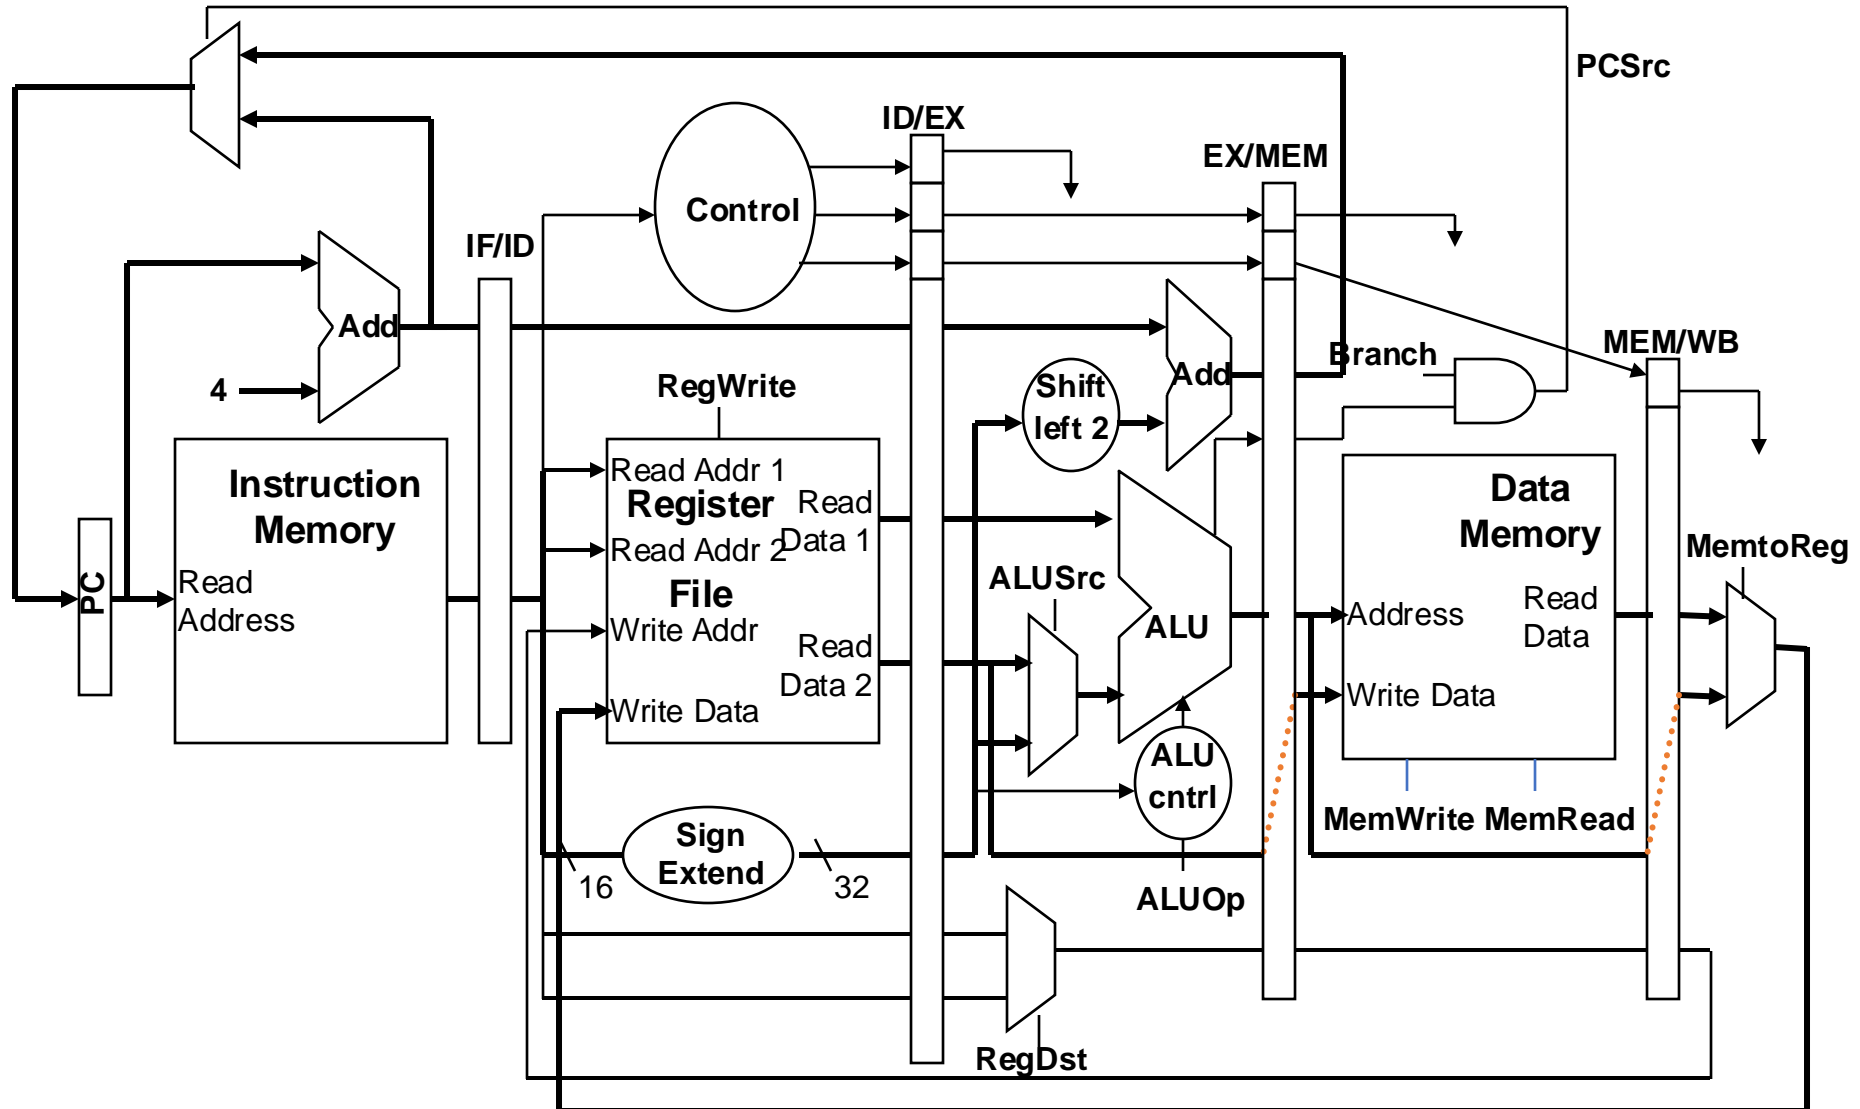 PCSrc
ID/EX
EX/MEM
Control
IF/ID
Add
MEM/WB
Branch
Add
4
RegWrite
Shift
left 2
Instruction
Memory
Read Addr 1
Register
Read
Data 1
Read Addr 2
File
Write Addr
Read
Data 2
Write Data
Data
Memory
MemtoReg
PC
Read
Address
ALUSrc
ALU
Address
Read
Data
Write Data
ALU
cntrl
MemWrite MemRead
Sign
Extend
16
32
ALUOp
RegDst